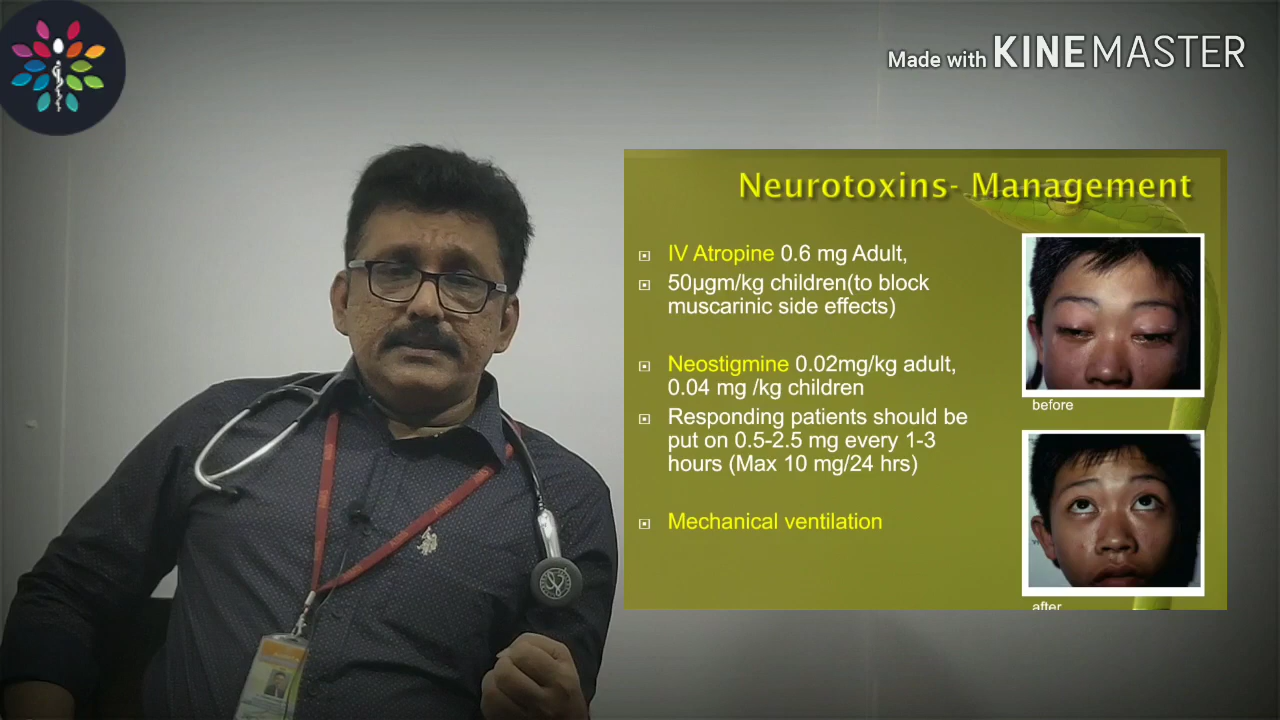 Made with KINEMASTER
Neurotoxins- Management
IV Atropine 0.6 mg Adult,
50µgm/kg children(to block
muscarinic side effects)
Neostigmine 0.02mg/kg adult,
0.04 mg /kg children
Responding patients should be
put on 0.5-2.5 mg every 1-3
hours (Max 10 mg/24 hrs)
Mechanical ventilation
before
after